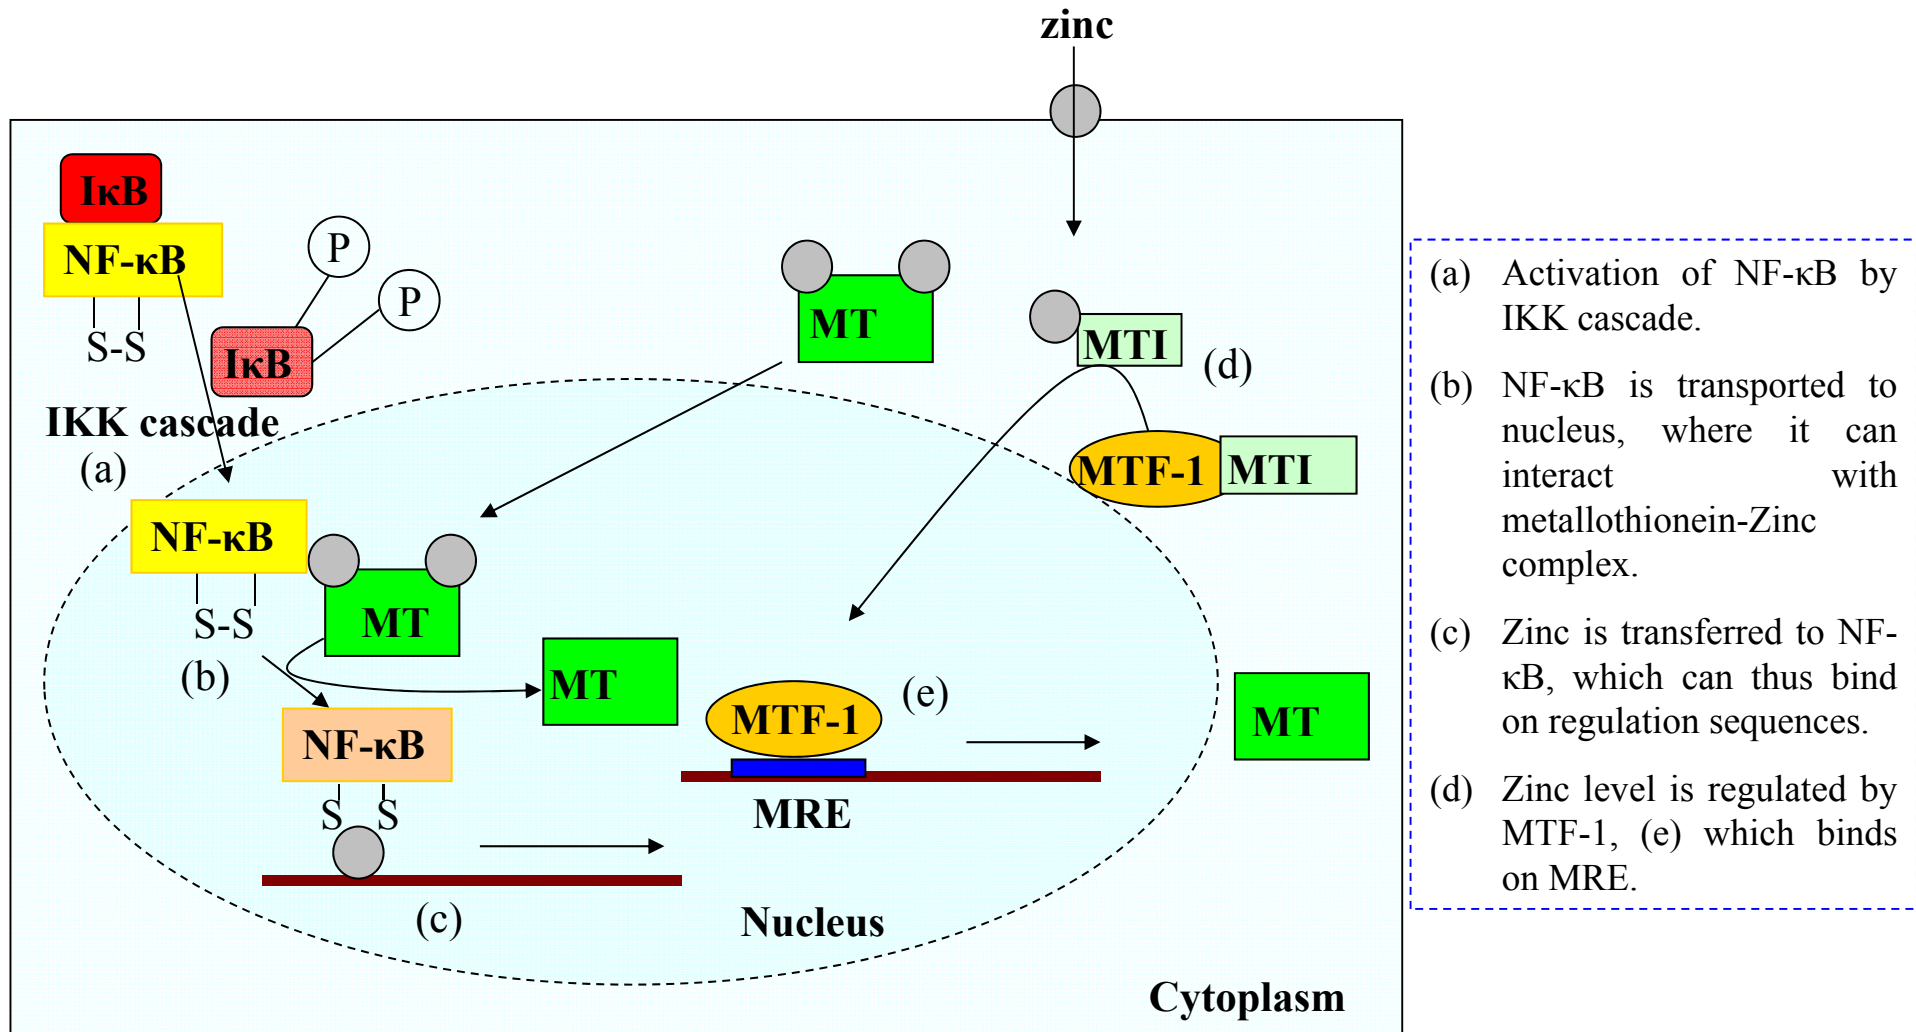 zinc
IκB
NF-κB
S-S
P
P
IκB
IKK cascade
(a)
MT
MTI
(d)
MTF-1
MTI
NF-κB
S-S
MT
(b)
MT
NF-κB
S S
(c)
MTF-1
(e)
MRE
MT
Nucleus
Cytoplasm
(a) Activation of NF-κB by
IKK cascade.
(b) NF-κB is transported to
nucleus, where it can
interact with
metallothionein-Zinc
complex.
(c) Zinc is transferred to NF-
κB, which can thus bind
on regulation sequences.
(d) Zinc level is regulated by
MTF-1, (e) which binds
on MRE.